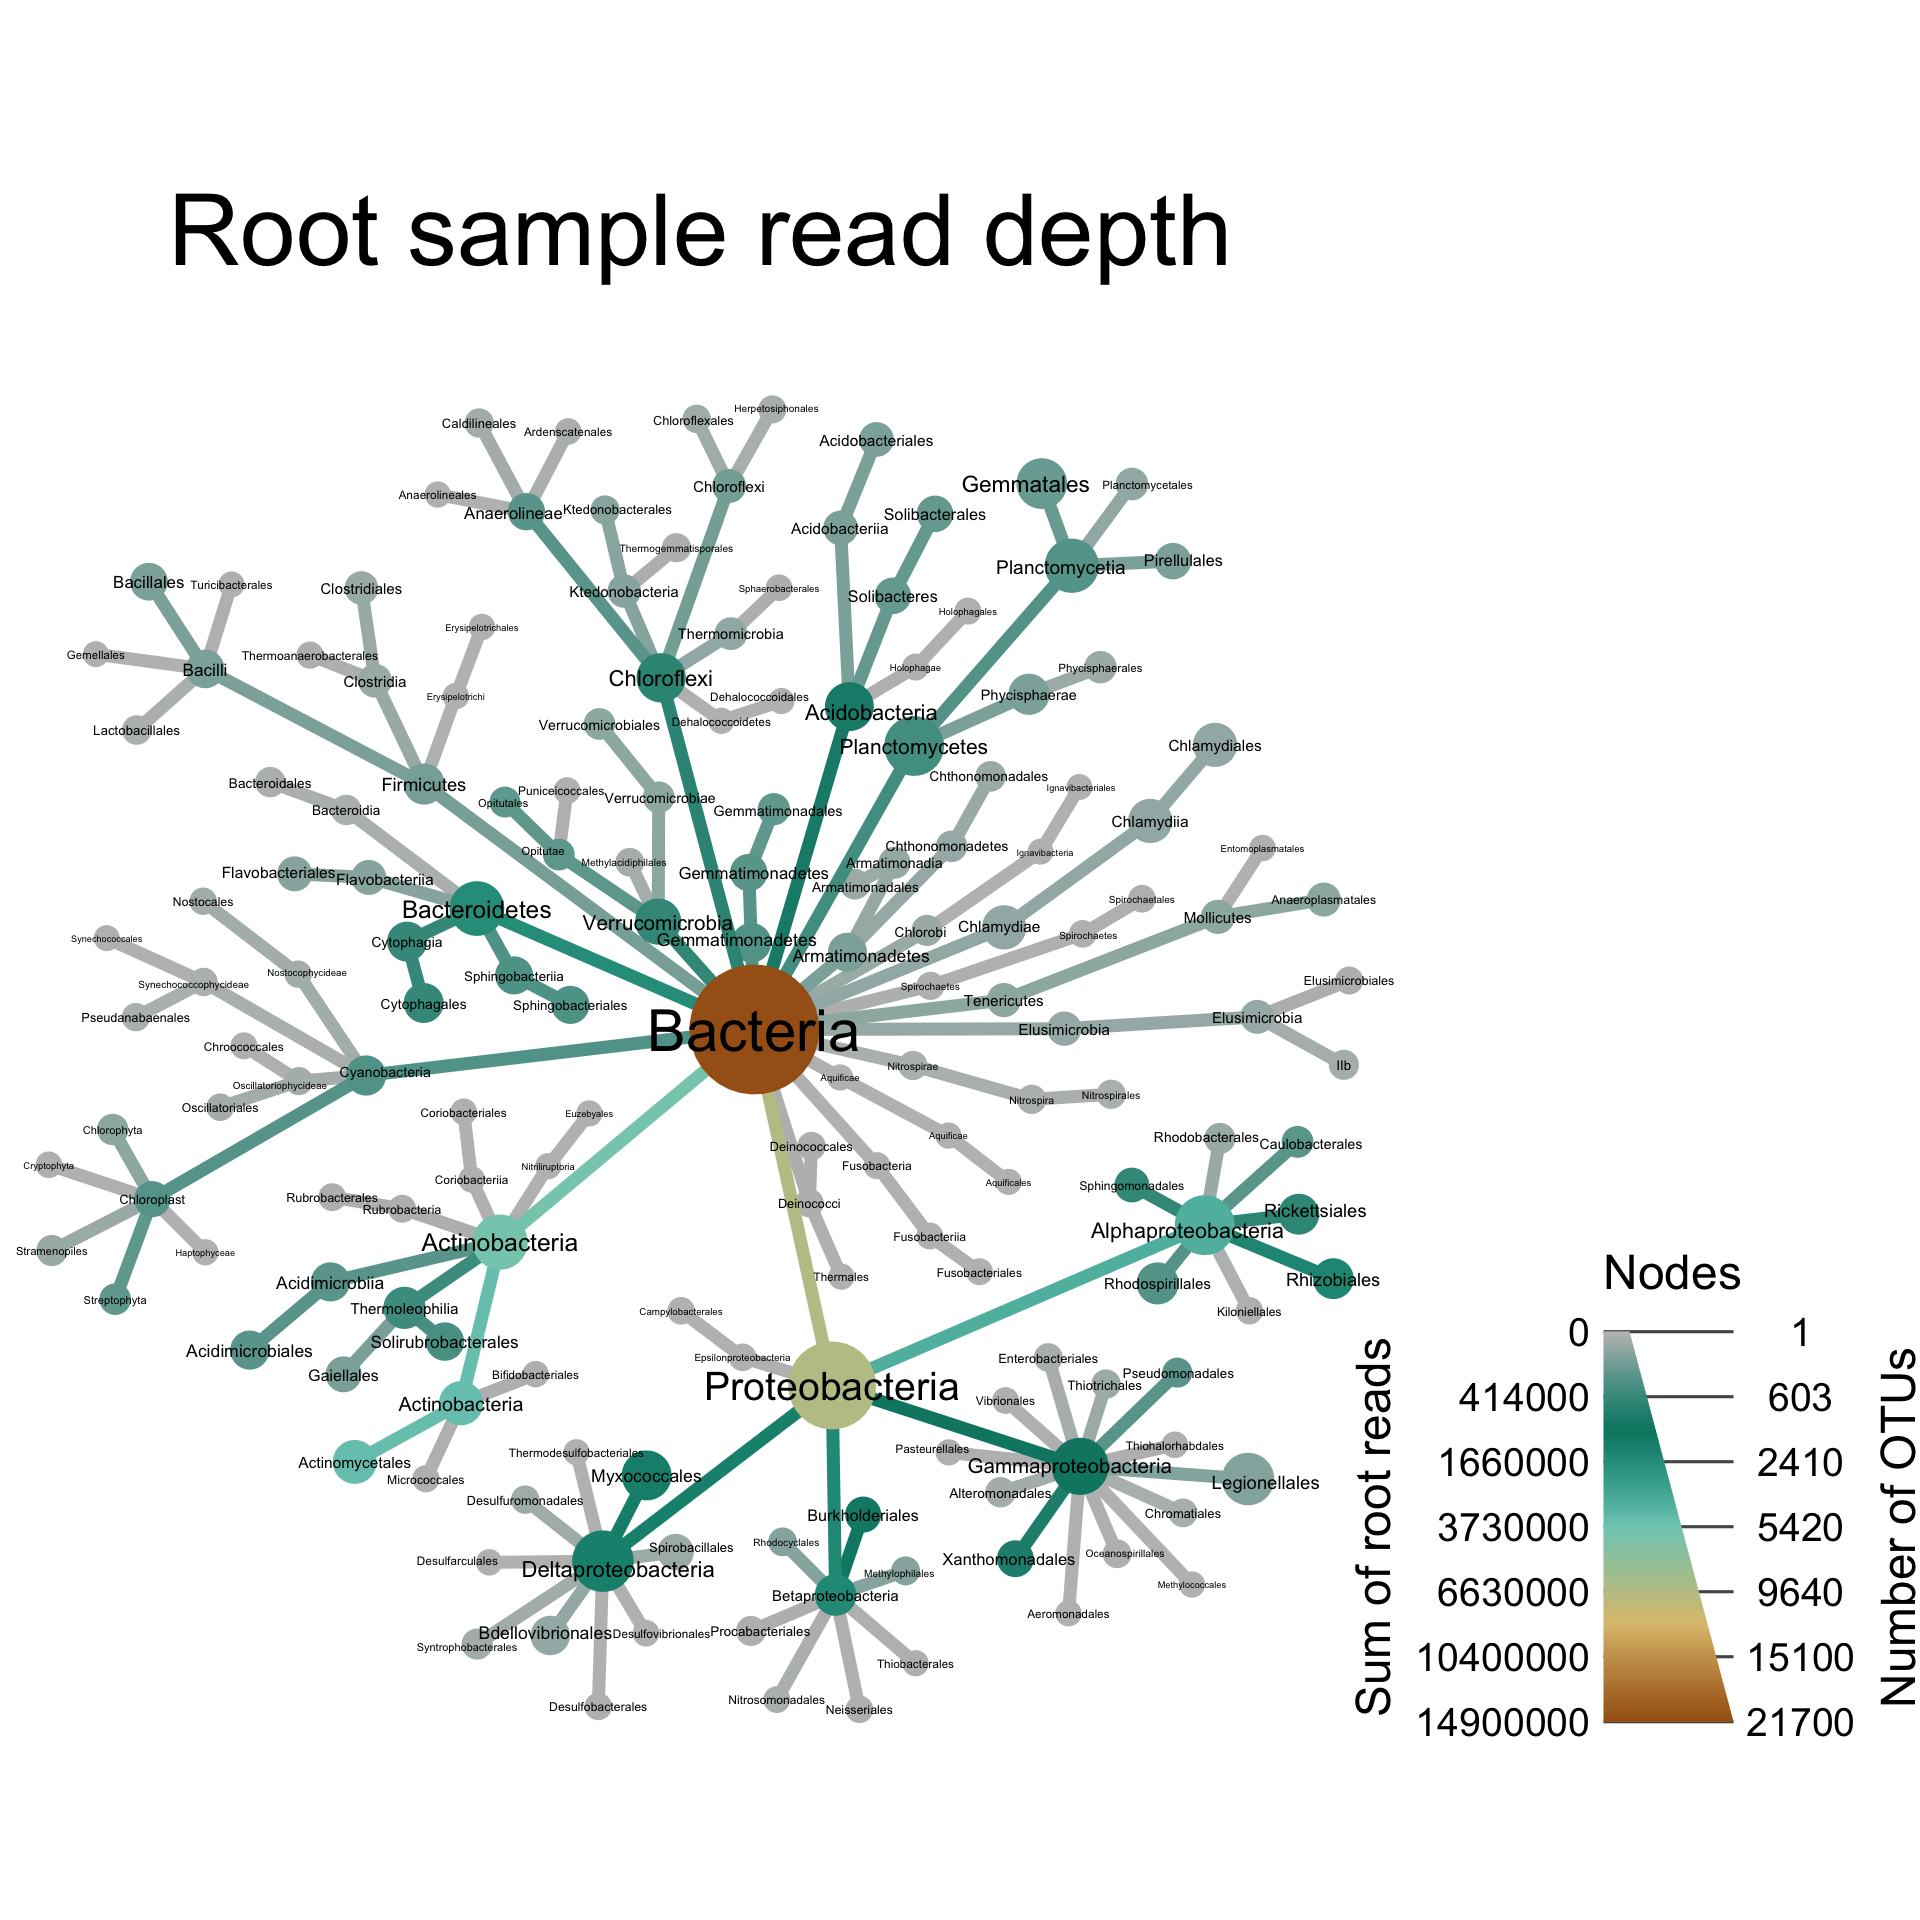 Root sample read depth
Caldilineales
Ardenscatenales
Chloroflexales
Herpetosiphonales
Acidobacteriales
Anaerolineales
Anaerolineae
Ktedonobacterales
Chloroflexi
Acidobacteriia
Solibacterales
Gemmatales
Planctomycetales
Thermogemmatisporales
Planctomycetia
Pirellulales
Bacillales
Turicibacterales
Clostridiales
Ktedonobacteria
Sphaerobacterales
Solibacteres
Holophagales
Erysipelotrichales
Thermomicrobia
Gemellales
Bacilli
Thermoanaerobacterales
Clostridia
Erysipelotrichi
Chloroflexi
Holophagae
Phycisphaerales
Phycisphaerae
Dehalococcoidales
Dehalococcoidetes
Acidobacteria
Lactobacillales
Verrucomicrobiales
Planctomycetes
Chlamydiales
Bacteroidales
Firmicutes
Bacteroidia
Puniceicoccales
Opitutales
Verrucomicrobiae
Gemmatimonadales
Chthonomonadales
Ignavibacteriales
Chlamydiia
Opitutae
Methylacidiphilales
Chthonomonadetes
Ignavibacteria
Entomoplasmatales
Armatimonadia
Armatimonadales
Flavobacteriales
Flavobacteriia
Gemmatimonadetes
Nostocales
Bacteroidetes
Verrucomicrobia
Spirochaetales
Anaeroplasmatales
Mollicutes
Chlorobi
Chlamydiae
Spirochaetes
Synechococcales
Cytophagia
Gemmatimonadetes
Armatimonadetes
Nostocophycideae
Sphingobacteriia
Spirochaetes
Synechococcophycideae
Elusimicrobiales
Cytophagales
Sphingobacteriales
Tenericutes
Pseudanabaenales
Bacteria
Elusimicrobia
Elusimicrobia
Chroococcales
Cyanobacteria
Aquificae
Nitrospirae
IIb
Oscillatoriophycideae
Oscillatoriales
Coriobacteriales
Euzebyales
Nitrospira
Nitrospirales
Chlorophyta
Deinococcales
Aquificae
Rhodobacterales
Caulobacterales
Cryptophyta
Nitriliruptoria
Fusobacteria
Coriobacteriia
Aquificales
Sphingomonadales
Chloroplast
Rubrobacterales
Rubrobacteria
Deinococci
Rickettsiales
Stramenopiles
Haptophyceae
Actinobacteria
Fusobacteriia
Alphaproteobacteria
Acidimicrobiia
Thermales
Fusobacteriales
Rhodospirillales
Rhizobiales
Streptophyta
Thermoleophilia
Campylobacterales
Kiloniellales
Acidimicrobiales
Solirubrobacterales
Epsilonproteobacteria
Enterobacteriales
Gaiellales
Bifidobacteriales
Proteobacteria
Thiotrichales
Pseudomonadales
Actinobacteria
Vibrionales
Actinomycetales
Thermodesulfobacteriales
Pasteurellales
Thiohalorhabdales
Micrococcales
Myxococcales
Gammaproteobacteria
Legionellales
Desulfuromonadales
Burkholderiales
Alteromonadales
Chromatiales
Spirobacillales
Rhodocyclales
Desulfarculales
Deltaproteobacteria
Methylophilales
Xanthomonadales
Oceanospirillales
Betaproteobacteria
Methylococcales
Aeromonadales
Syntrophobacterales
Bdellovibrionales
Desulfovibrionales
Procabacteriales
Thiobacterales
Desulfobacterales
Nitrosomonadales
Neisseriales
Nodes
Sum of root reads
Number of OTUs
0 1
414000 603
1660000 2410
3730000 5420
6630000 9640
10400000 15100
14900000 21700